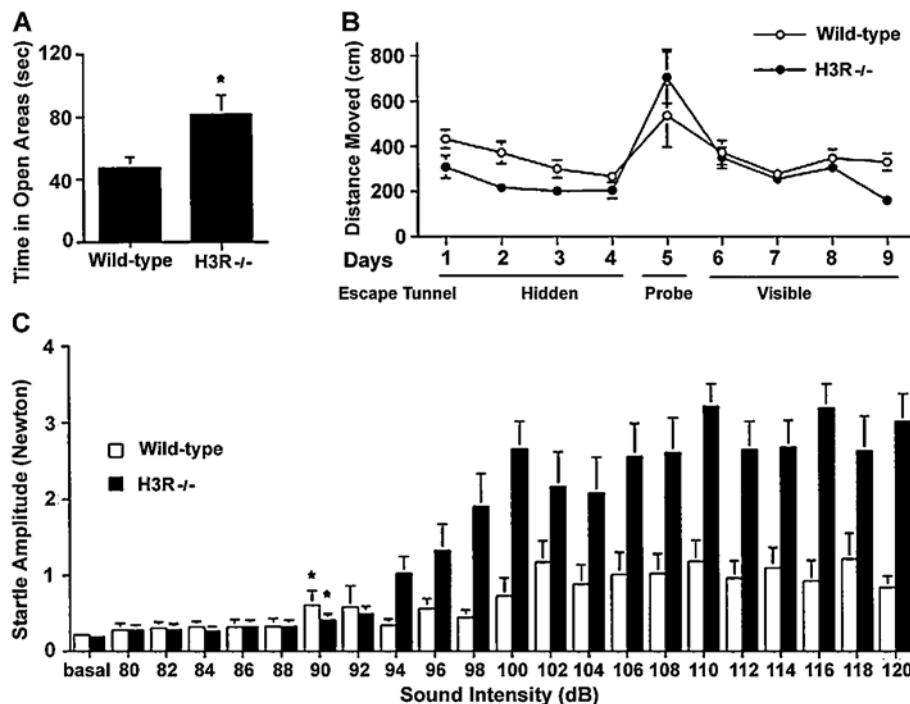 A
Time in Open Areas (sec)
120
80
40
0
*
Wild-type
H3R-/-
B
Distance Moved (cm)
800
600
400
200
0
Wild-type
H3R-/-
Days 1 2 3 4 5 6 7 8 9
Escape Tunnel Hidden Probe Visible
C
Startle Amplitude (Newton)
4
3
2
1
0
Wild-type
H3R-/-
* *
basal 80 82 84 86 88 90 92 94 96 98 100 102 104 106 108 110 112 114 116 118 120
Sound Intensity (dB)